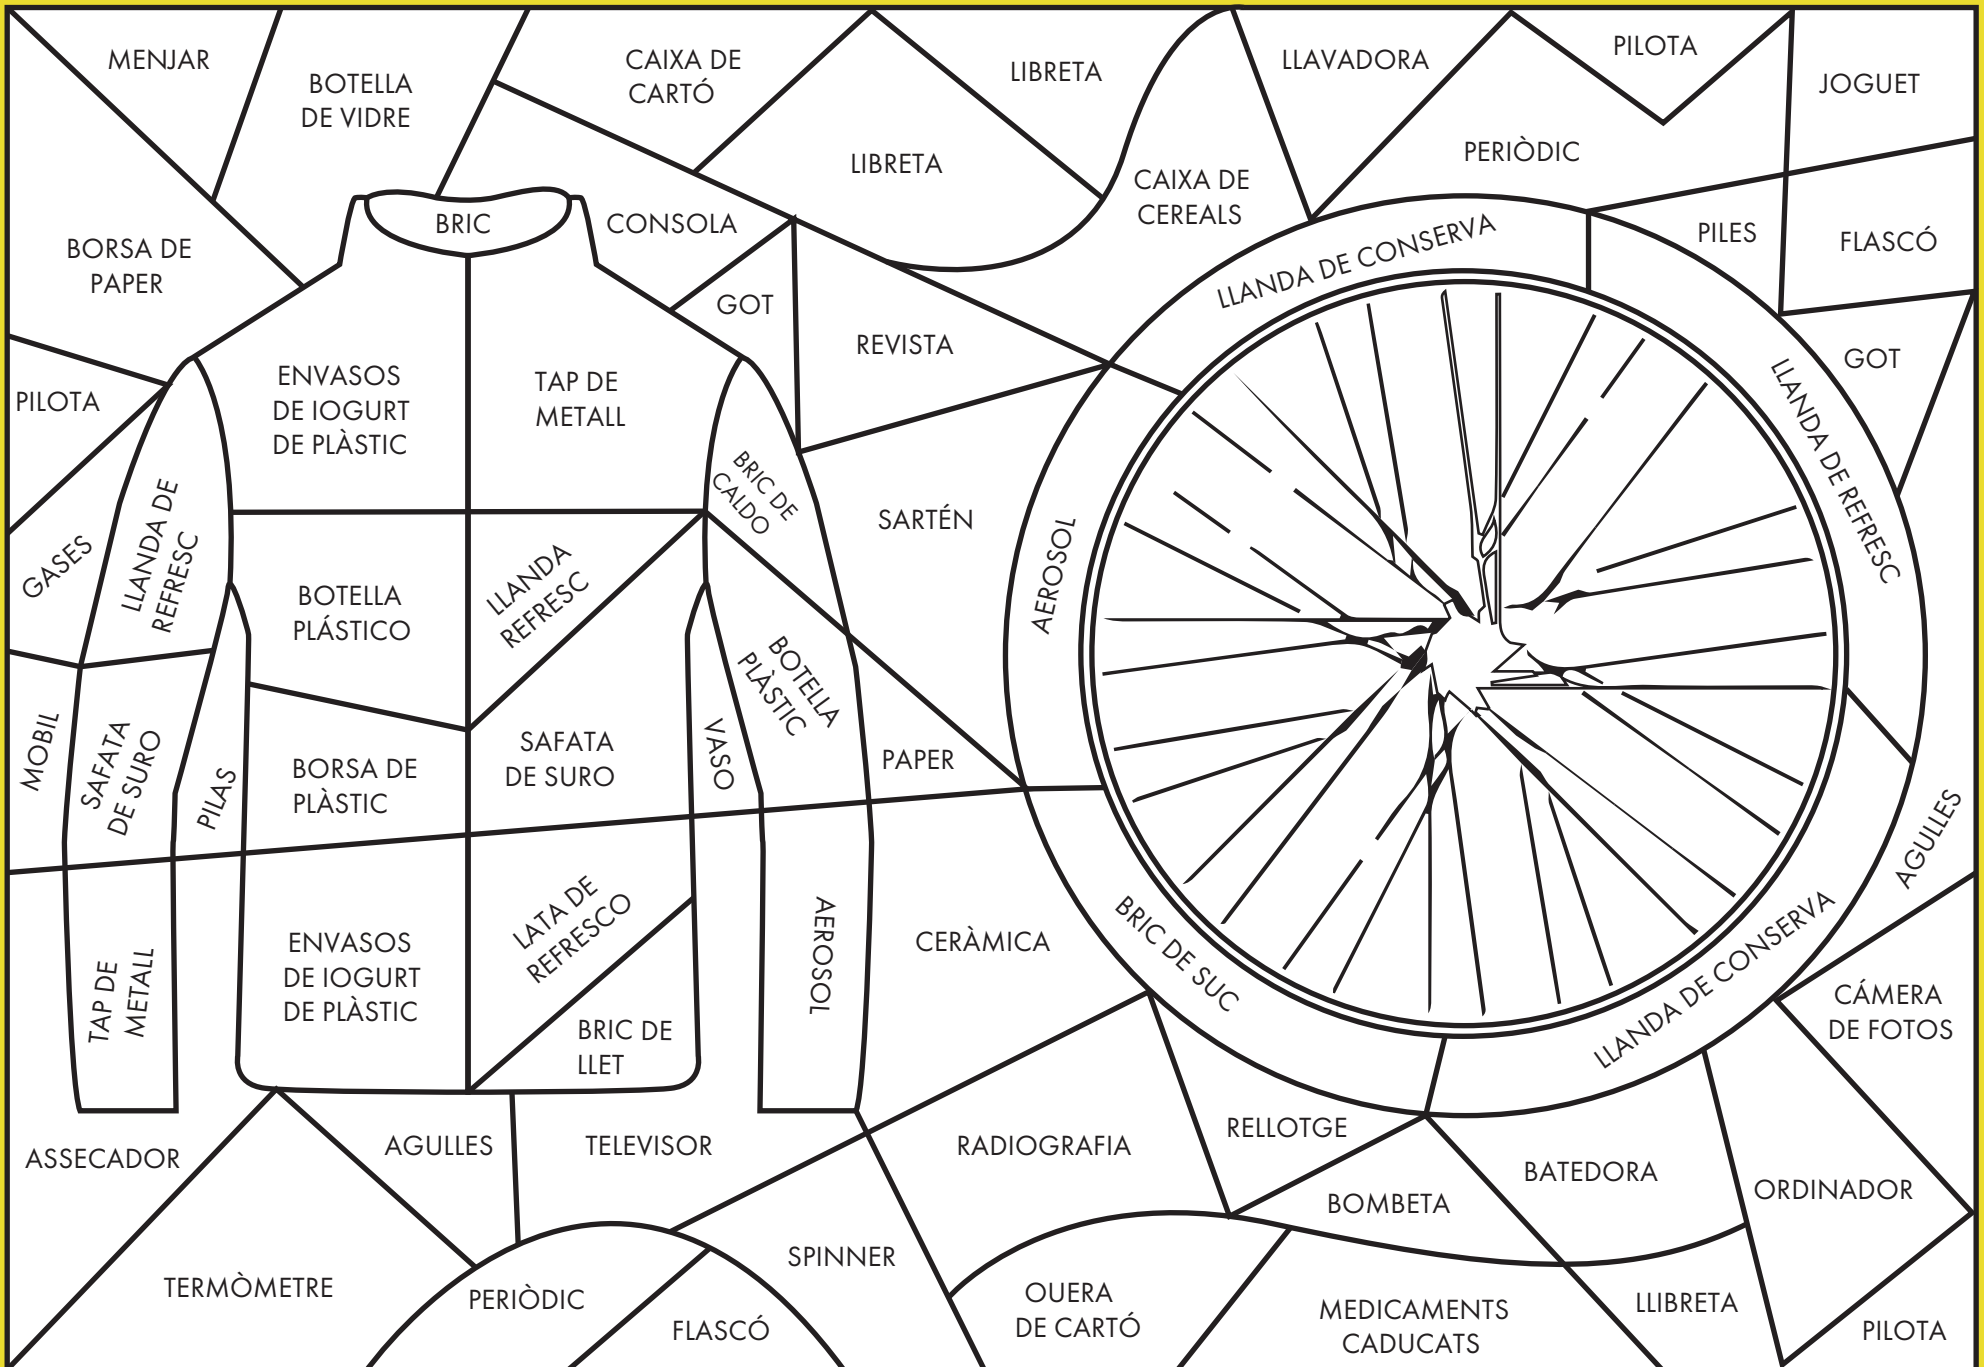 MENJAR
BOTELLA
DE VIDRE
CAIXA DE
CARTÓ
LIBRETA
LLAVADORA
PILOTA
JOGUET
LIBRETA
PERIÒDIC
CAIXA DE
CEREALS
BORSA DE
PAPER
BRIC
CONSOLA
LLANDA DE CONSERVA
PILES
FLASCÓ
GOT
REVISTA
GOT
PILOTA
ENVASOS
DE IOGURT
DE PLÀSTIC
TAP DE
METALL
BRIC DE
CALDO
SARTÉN
AEROSOL
LLANDA DE REFRESC
GASES
LLANDA DE
REFRESC
BOTELLA
PLÁSTICO
LLANDA
REFRESC
BOTELLA
PLÀSTIC
MOBIL
SAFATA
DE SURO
PILAS
BORSA DE
PLÀSTIC
SAFATA
DE SURO
VASO
PAPER
AGULLES
TAP DE
METALL
ENVASOS
DE IOGURT
DE PLÀSTIC
LATA DE
REFRESCO
BRIC DE
LLET
AEROSOL
CERÀMICA
BRIC DE SUC
LLANDA DE CONSERVA
CÁMERA
DE FOTOS
ASSECADOR
AGULLES
TELEVISOR
RADIOGRAFIA
RELLOTGE
BOMBETA
BATEDORA
ORDINADOR
TERMÒMETRE
PERIÒDIC
FLASCÓ
SPINNER
OUERA
DE CARTÓ
MEDICAMENTS
CADUCATS
LLIBRETA
PILOTA